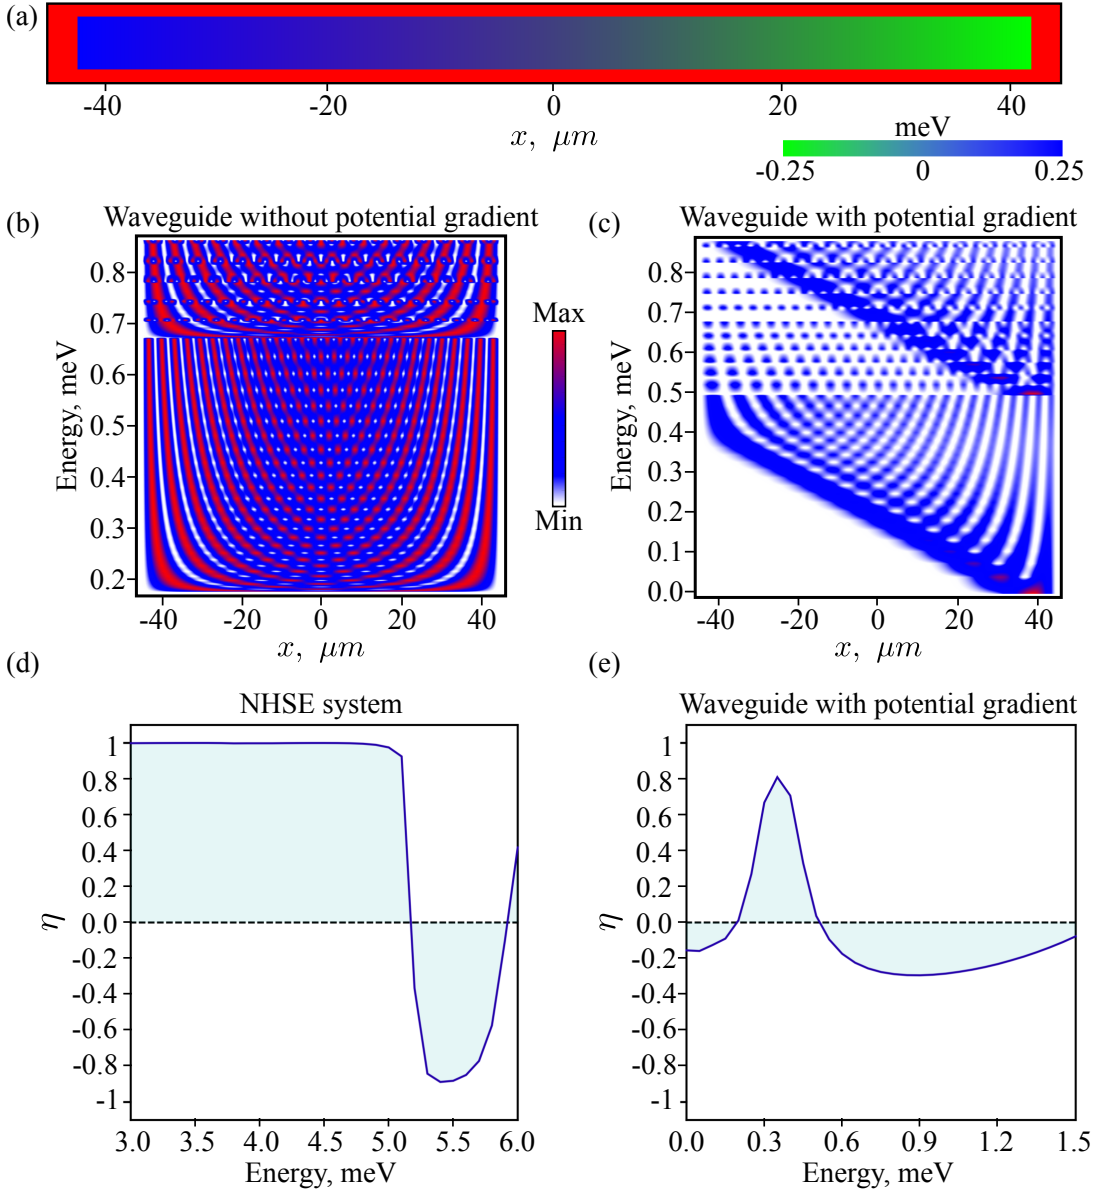 (a)
-40 -20 0 20 40
x, μm
meV
-0.25 0 0.25
(b) Waveguide without potential gradient
Energy, meV
0.8
0.7
0.6
0.5
0.4
0.3
0.2
-40 -20 0 20 40
x, μm
Max
Min
(c) Waveguide with potential gradient
Energy, meV
0.8
0.7
0.6
0.5
0.4
0.3
0.2
0.1
0.0
-40 -20 0 20 40
x, μm
(d)
NHSE system
η
1
0.8
0.6
0.4
0.2
0.0
-0.2
-0.4
-0.6
-0.8
-1
3.0 3.5 4.0 4.5 5.0 5.5 6.0
Energy, meV
(e)
Waveguide with potential gradient
η
1
0.8
0.6
0.4
0.2
0.0
-0.2
-0.4
-0.6
-0.8
-1
0.0 0.3 0.6 0.9 1.2 1.5
Energy, meV